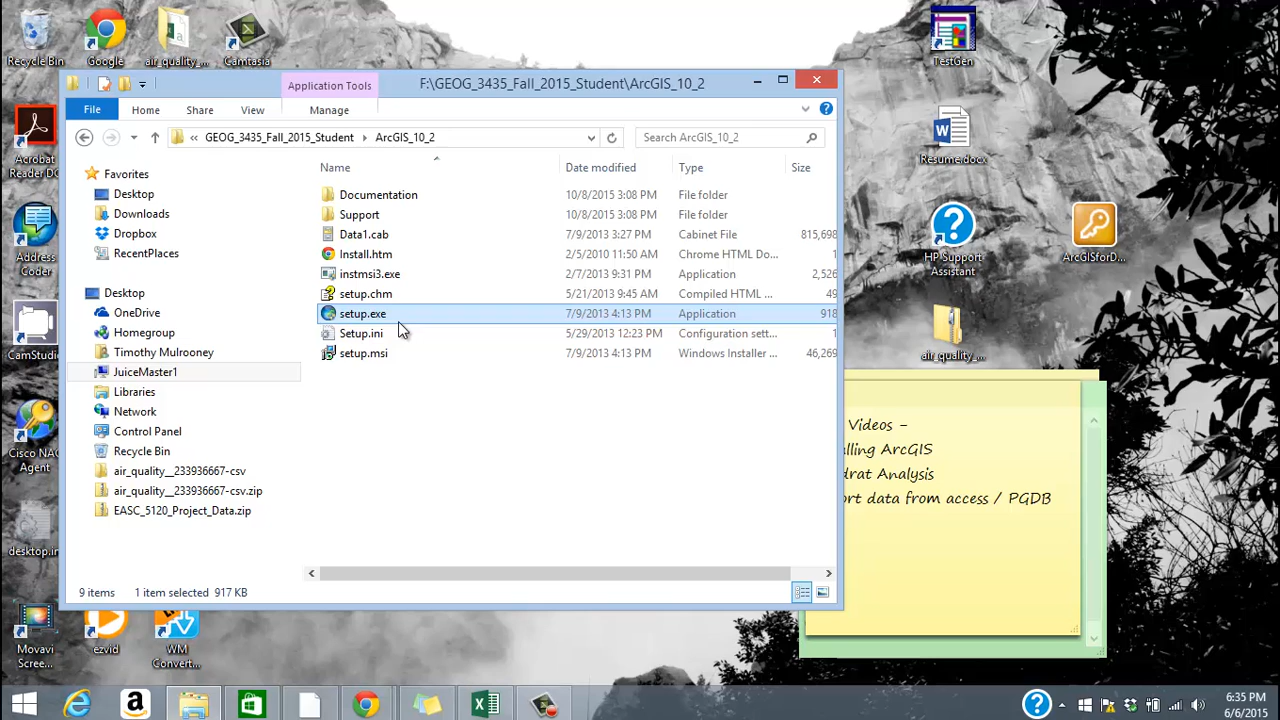 Recycle Bin
Google
air_quality_...
Camtasia
TestGen
Application Tools
F:\GEOG_3435_Fall_2015_Student\ArcGIS_10_2
File
Home
Share
View
Manage
« GEOG_3435_Fall_2015_Student
ArcGIS_10_2
Search ArcGIS_10_2
Acrobat
Reader DC
Resume.docx
Favorites
Desktop
Downloads
Dropbox
RecentPlaces
Desktop
OneDrive
Homegroup
Timothy Mulrooney
JuiceMaster1
Libraries
Network
Control Panel
Recycle Bin
air_quality__233936667-csv
air_quality__233936667-csv.zip
EASC_5120_Project_Data.zip
Name Date modified Type Size
Documentation 10/8/2015 3:08 PM File folder
Support 10/8/2015 3:08 PM File folder
Data1.cab 7/9/2013 3:27 PM Cabinet File 815,698
Install.htm 2/5/2010 11:50 AM Chrome HTML Do... 1
instmsi3.exe 2/7/2013 9:31 PM Application 2,526
setup.chm 5/21/2013 9:45 AM Compiled HTML ... 49
setup.exe 7/9/2013 4:13 PM Application 918
Setup.ini 5/29/2013 12:23 PM Configuration sett... 1
setup.msi 7/9/2013 4:13 PM Windows Installer ... 46,269
9 items 1 item selected 917 KB
Address
Coder
HP Support
Assistant
ArcGISforD...
CamStudio
air_quality_...
Cisco NAC
Agent
desktop.in
Videos -
lling ArcGIS
drat Analysis
ort data from access / PGDB
Movavi
Scree...
ezvid
WM
Convert...
6:35 PM
6/6/2015